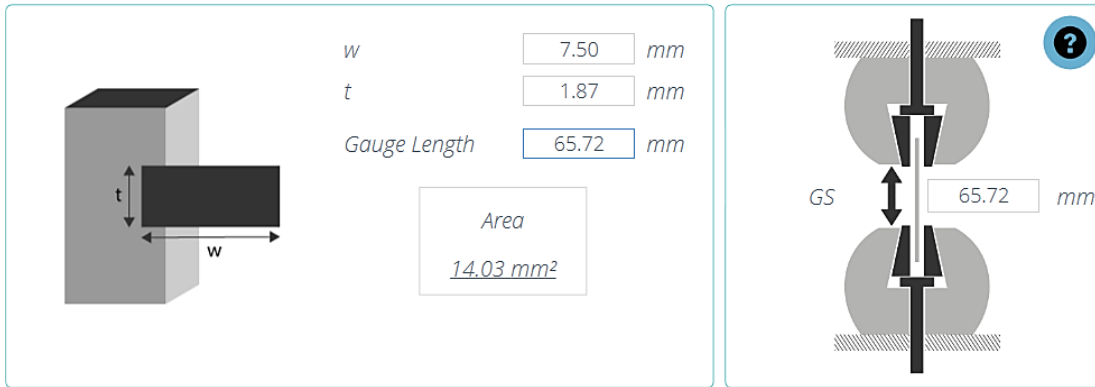 w 7.50 mm
t 1.87 mm
Gauge Length 65.72 mm
Area
14.03 mm²
t
w
?
GS 65.72 mm